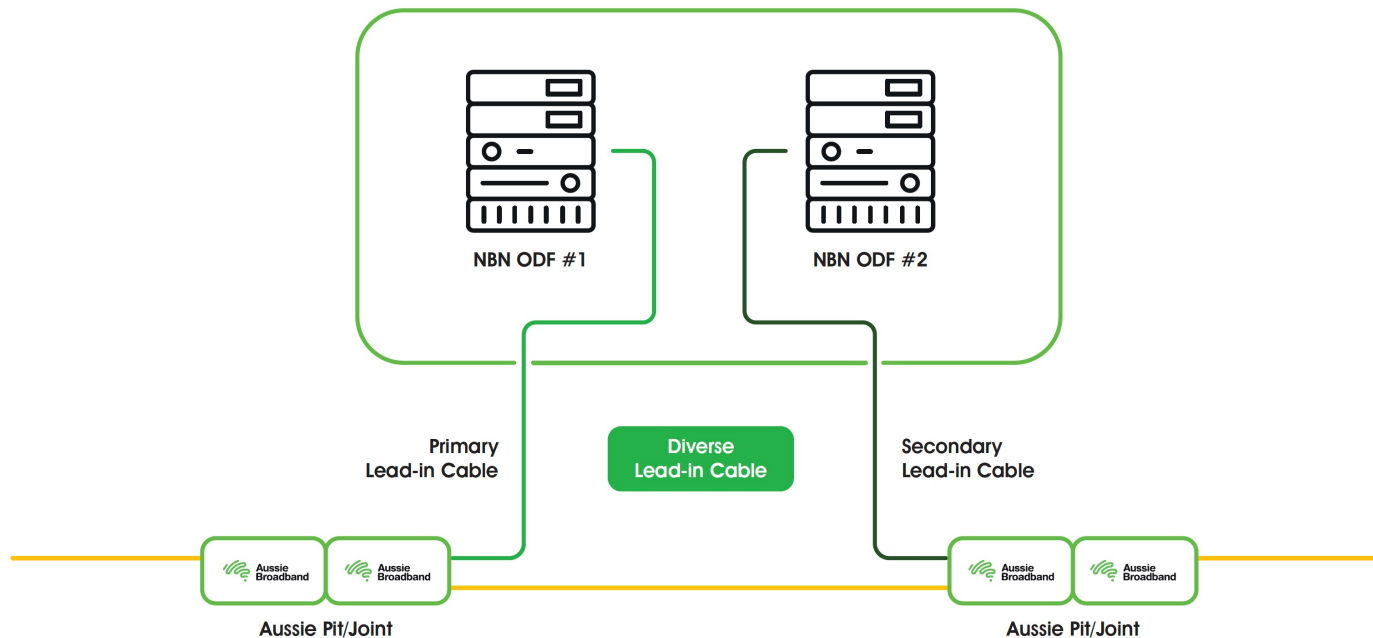 NBN ODF #1
NBN ODF #2
Primary
Lead-in Cable
Diverse
Lead-in Cable
Secondary
Lead-in Cable
Aussie
Broadband
Aussie
Broadband
Aussie
Broadband
Aussie
Broadband
Aussie Pit/Joint
Aussie Pit/Joint